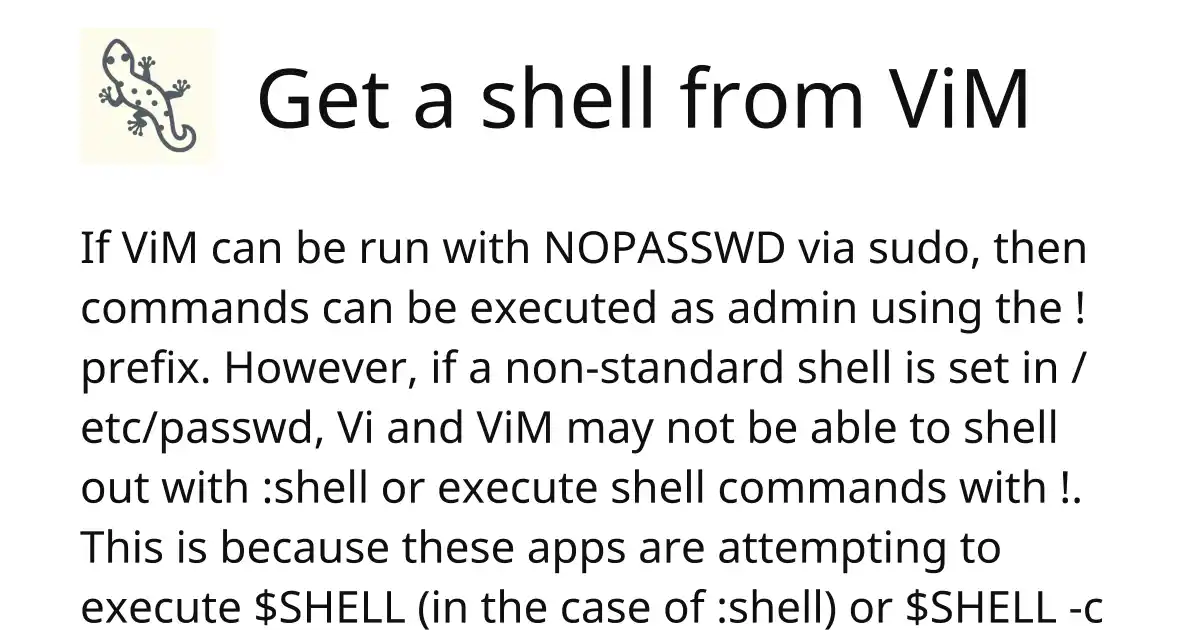 Get a shell from ViM
If ViM can be run with NOPASSWD via sudo, then
commands can be executed as admin using the !
prefix. However, if a non-standard shell is set in /
etc/passwd, Vi and ViM may not be able to shell
out with :shell or execute shell commands with !.
This is because these apps are attempting to
execute $SHELL (in the case of :shell) or $SHELL -c